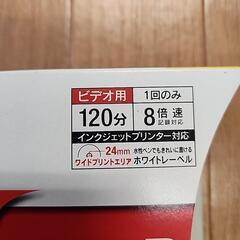 ビデオ用 1回のみ
120分 8倍速
記録対応
インクジェットプリンター対応
24mm 水性ペンでもきれいに書ける
ワイドプリントエリア ホワイトレーベル